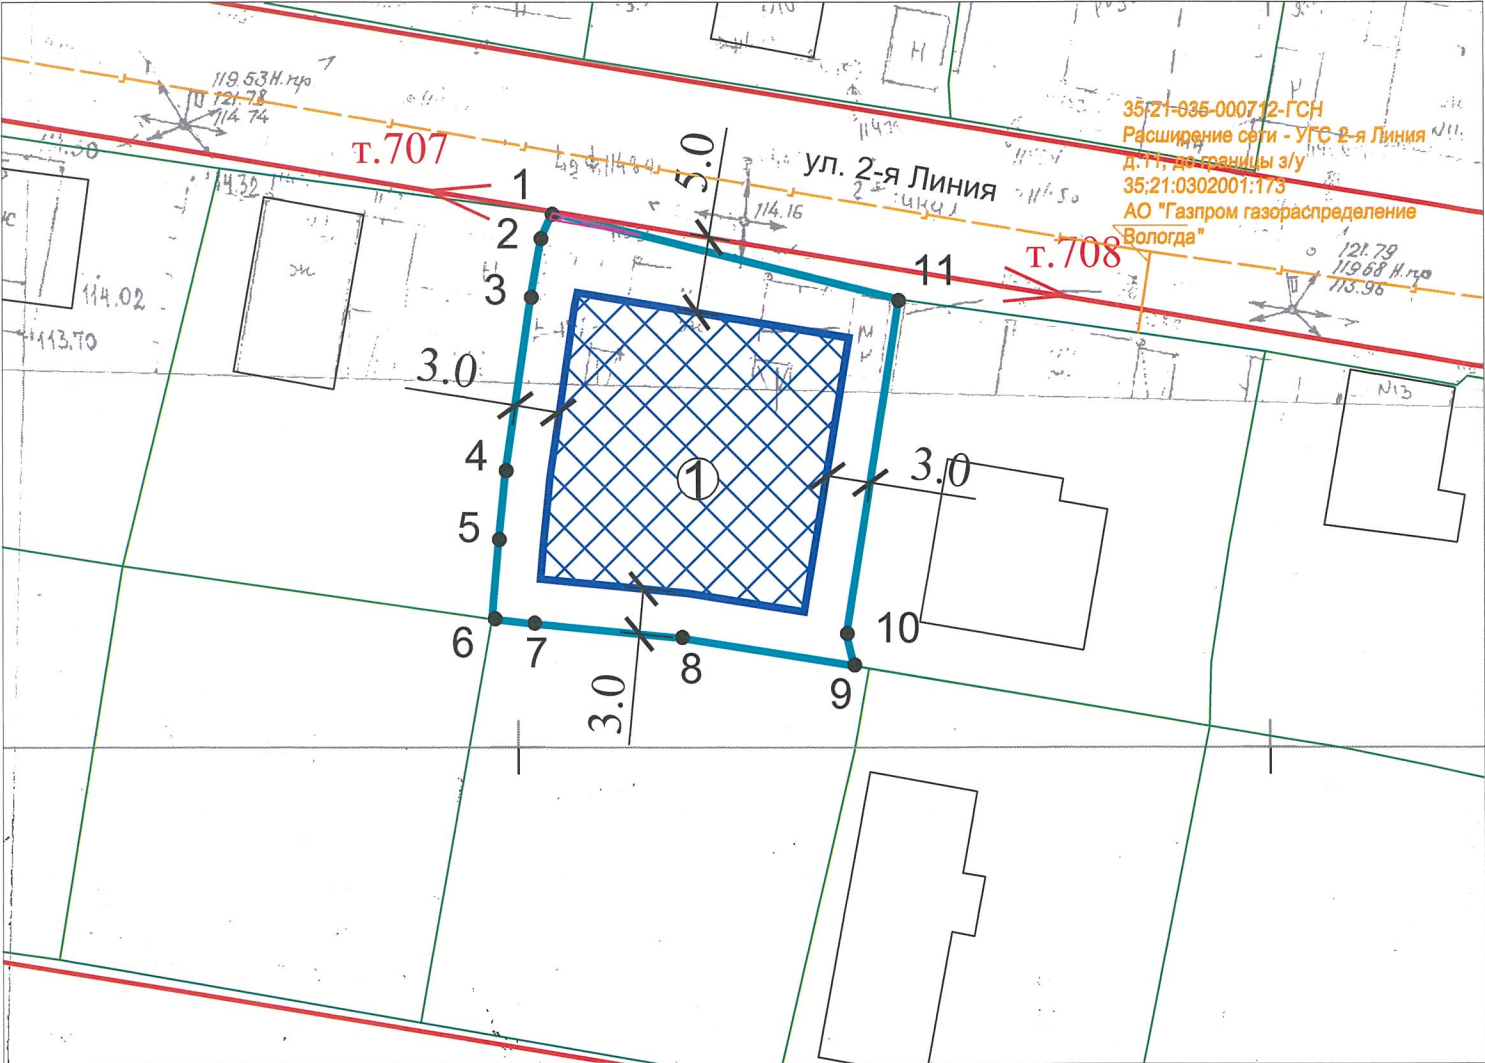 119.53 Н.пр
121.78
114.74
Н
35-21-035-000712-ГСН
Расширение сети - УГС 2-я Линия
д.11, до границы з/у
35:21:0302001:173
АО "Газпром газораспределение
Вологда"
т.707
5.0
ул. 2-я Линия
1
2
3
114.16
т.708
11
121.79
119.68 Н.пр
113.96
114.32
ж
114.02
113.70
3.0
N13
4
1
3.0
5
6
7
8
9
10
3.0